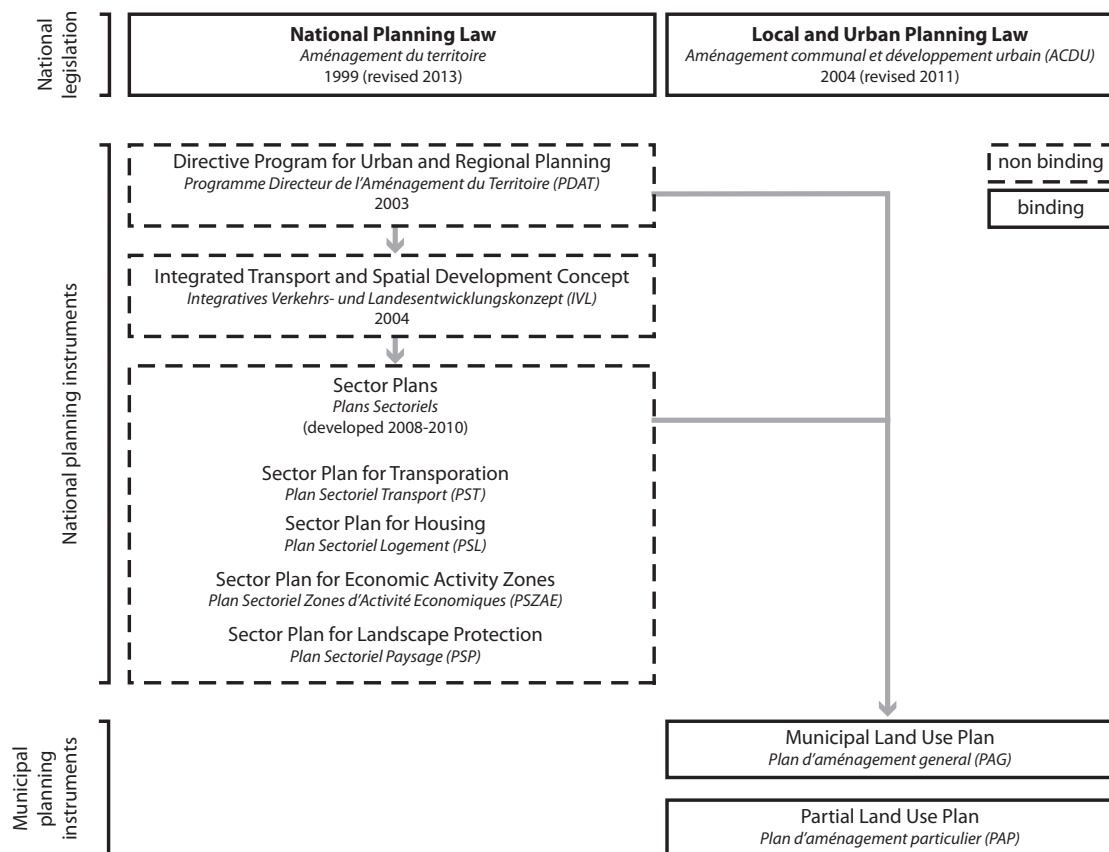 National
legislation
National Planning Law
Aménagement du territoire
1999 (revised 2013)
Local and Urban Planning Law
Aménagement communal et développement urbain (ACDU)
2004 (revised 2011)
National planning instruments
Directive Program for Urban and Regional Planning
Programme Directeur de l’Aménagement du Territoire (PDAT)
2003
non binding
binding
Integrated Transport and Spatial Development Concept
Integratives Verkehrs- und Landesentwicklungskonzept (IVL)
2004
Sector Plans
Plans Sectoriels
(developed 2008-2010)
Sector Plan for Transporation
Plan Sectoriel Transport (PST)
Sector Plan for Housing
Plan Sectoriel Logement (PSL)
Sector Plan for Economic Activity Zones
Plan Sectoriel Zones d’Activité Economiques (PSZAE)
Sector Plan for Landscape Protection
Plan Sectoriel Paysage (PSP)
Municipal
planning
instruments
Municipal Land Use Plan
Plan d’aménagement general (PAG)
Partial Land Use Plan
Plan d’aménagement particulier (PAP)